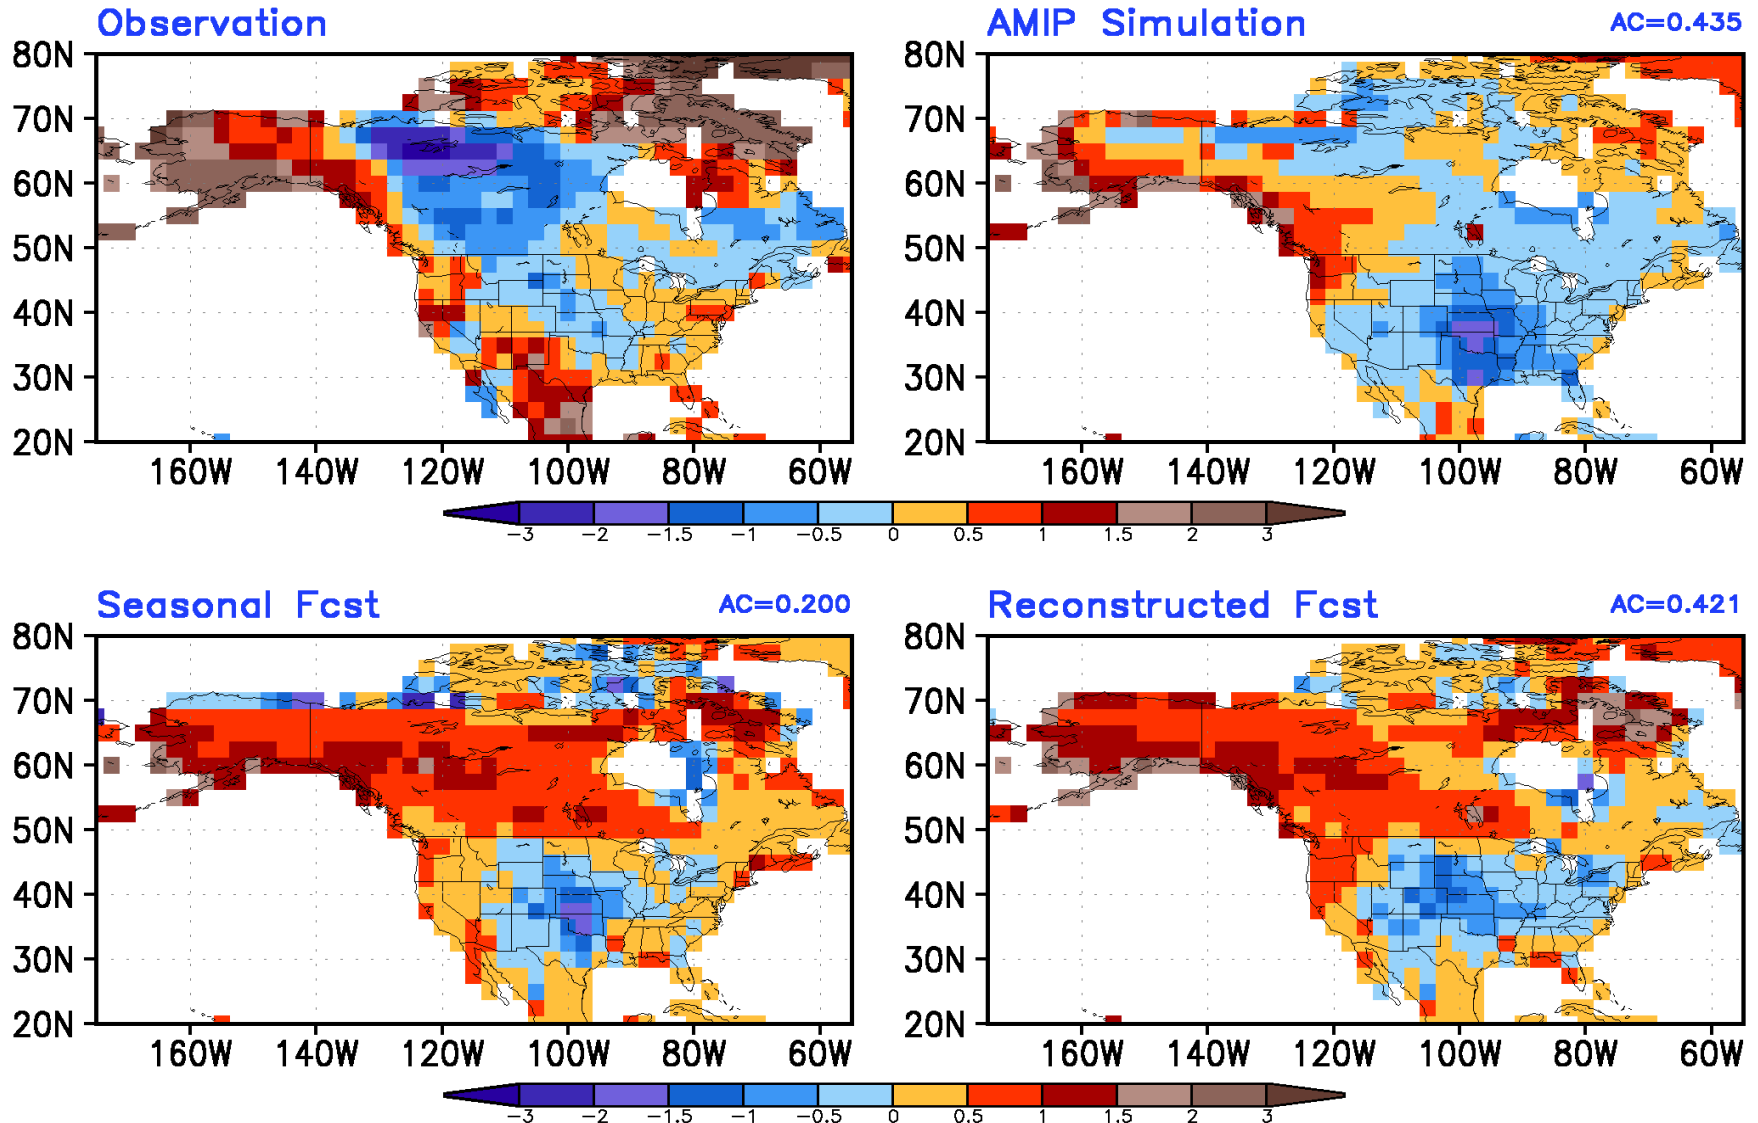 Observation
AMIP Simulation AC=0.435
80N 80N
70N 70N
60N 60N
50N 50N
40N 40N
30N 30N
20N 20N
160W 140W 120W 100W 80W 60W 160W 140W 120W 100W 80W 60W
-3 -2 -1.5 -1 -0.5 0 0.5 1 1.5 2 3
Seasonal Fcst AC=0.200
Reconstructed Fcst AC=0.421
80N 80N
70N 70N
60N 60N
50N 50N
40N 40N
30N 30N
20N 20N
160W 140W 120W 100W 80W 60W 160W 140W 120W 100W 80W 60W
-3 -2 -1.5 -1 -0.5 0 0.5 1 1.5 2 3